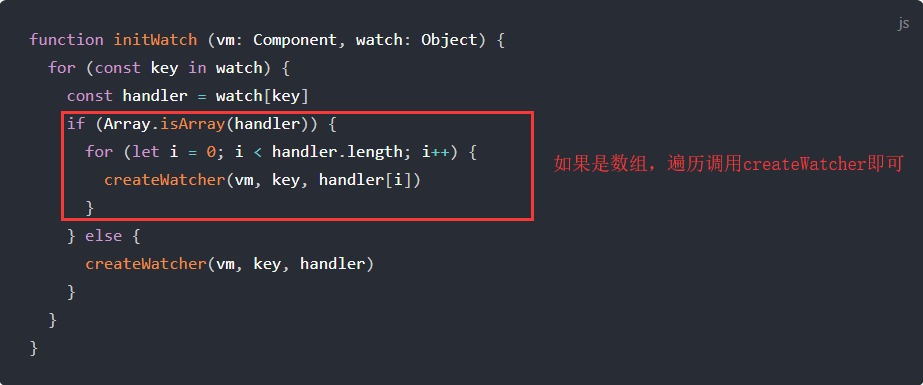 js
function initWatch (vm: Component, watch: Object) {
  for (const key in watch) {
    const handler = watch[key]
    if (Array.isArray(handler)) {
      for (let i = 0; i < handler.length; i++) {
        createWatcher(vm, key, handler[i])
      }
    } else {
      createWatcher(vm, key, handler)
    }
  }
}
如果是数组，遍历调用createWatcher即可